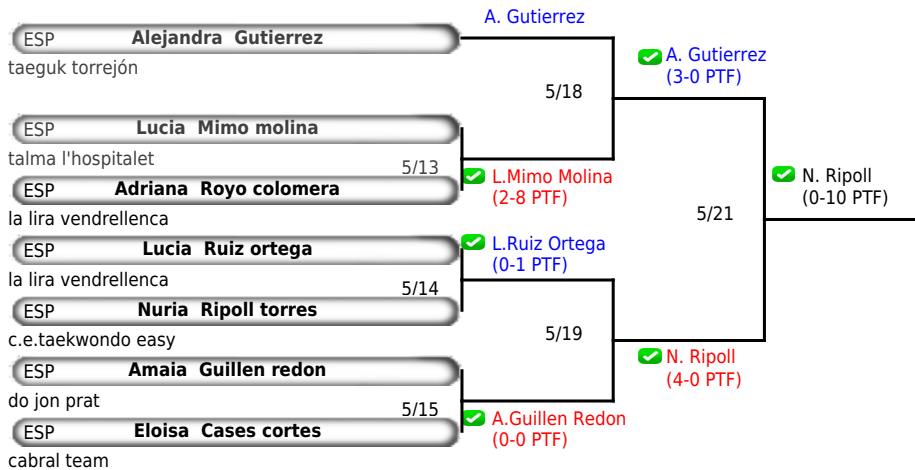 A. Gutierrez
ESP Alejandra Gutierrez
taeguk torrejón
A. Gutierrez
(3-0 PTF)
5/18
ESP Lucia Mimo molina
talma l'hospitalet
5/13
ESP Adriana Royo colomera
la lira vendrellenca
L.Mimo Molina
(2-8 PTF)
N. Ripoll
(0-10 PTF)
5/21
ESP Lucia Ruiz ortega
la lira vendrellenca
L.Ruiz Ortega
(0-1 PTF)
5/14
ESP Nuria Ripoll torres
c.e.taekwondo easy
5/19
N. Ripoll
(4-0 PTF)
ESP Amaia Guillen redon
do jon prat
5/15
ESP Eloisa Cases cortes
cabral team
A.Guillen Redon
(0-0 PTF)